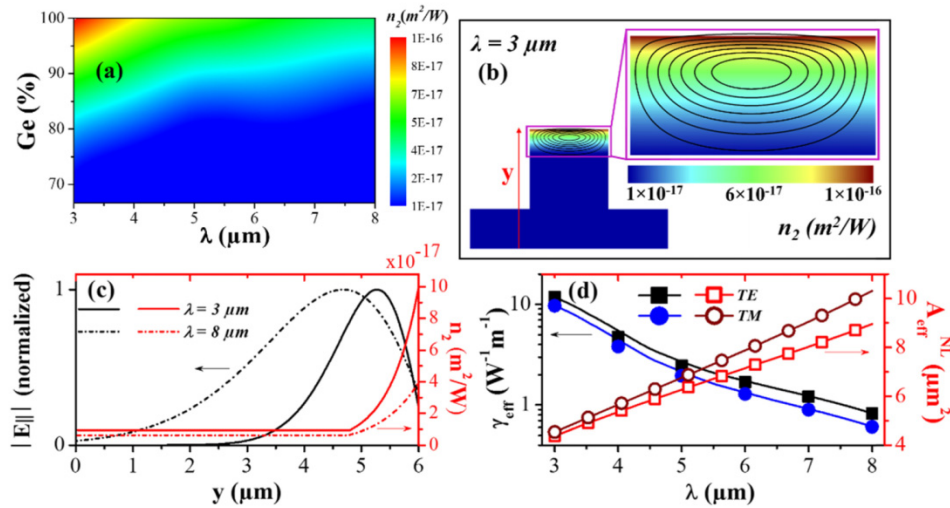 n₂(m²/W)
100
90
80
70
Ge (%)
(a)
1E-16
8E-17
6E-17
4E-17
2E-17
1E-17
1E-17
3 4 5 6 7 8
λ (μm)
λ = 3 μm
(b)
y
1×10⁻¹⁷ 6×10⁻¹⁷ 1×10⁻¹⁶
n₂ (m²/W)
(c)
x10⁻¹⁷
1
0
|E||| (normalized)
λ = 3 μm
λ = 8 μm
10
8
6
4
2
0
n₂ (m²/W)
0 1 2 3 4 5 6
y (μm)
(d)
TE
TM
10
1
γeff (W⁻¹m⁻¹)
10
8
6
4
AeffNL (μm²)
3 4 5 6 7 8
λ (μm)